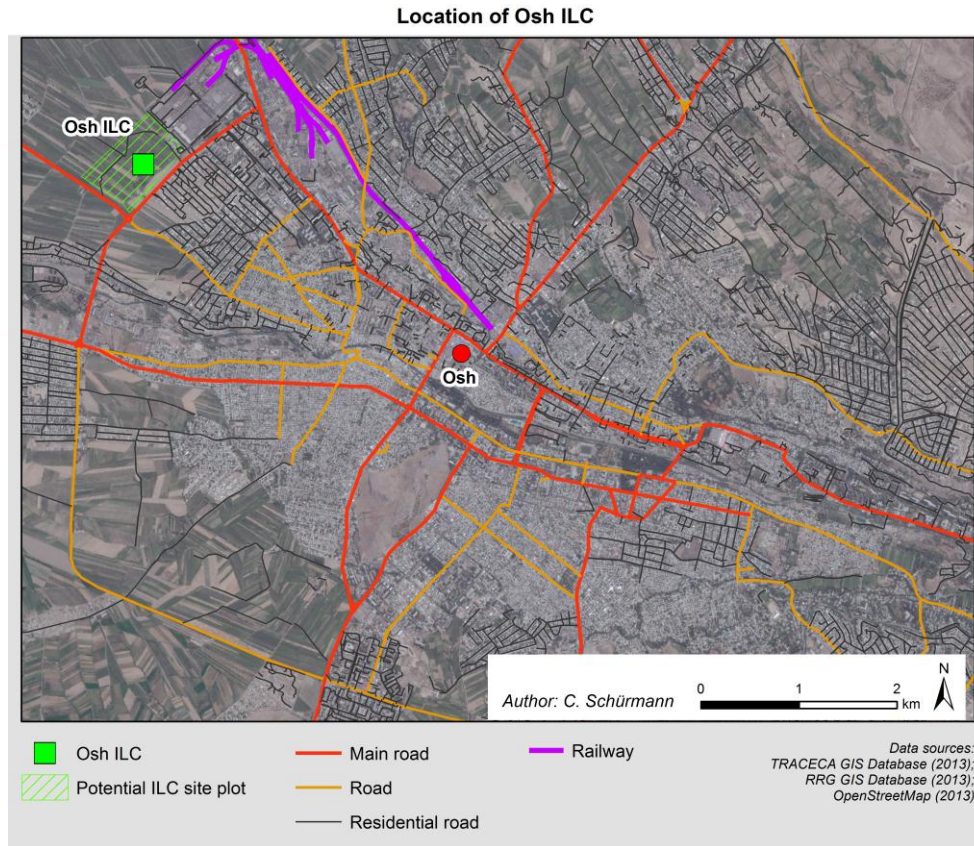 Location of Osh ILC
Osh ILC
Osh
Author: C. Schürmann
0 1 2
km
N
Osh ILC
Potential ILC site plot
Main road
Road
Residential road
Railway
Data sources:
TRACECA GIS Database (2013);
RRG GIS Database (2013);
OpenStreetMap (2013)